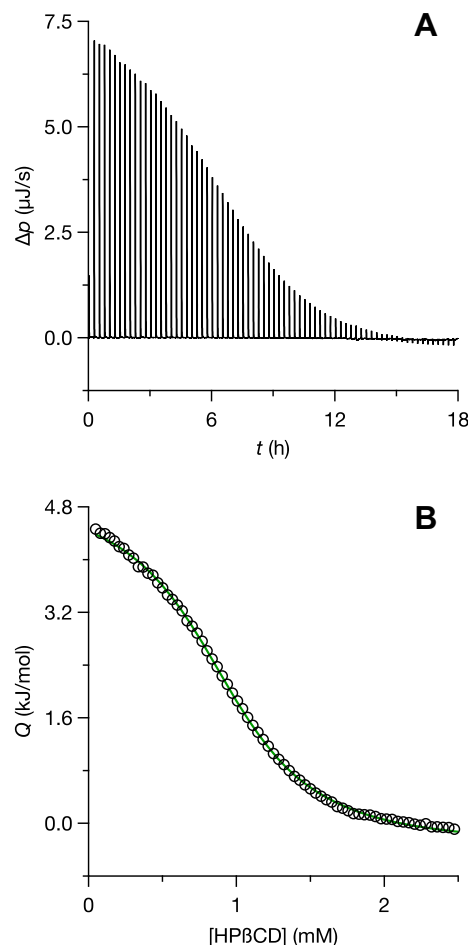 A
7.5
5.0
2.5
0.0
Δp (µJ/s)
0 6 12 18
t (h)
B
4.8
3.2
1.6
0.0
Q (kJ/mol)
0 1 2
[HPβCD] (mM)